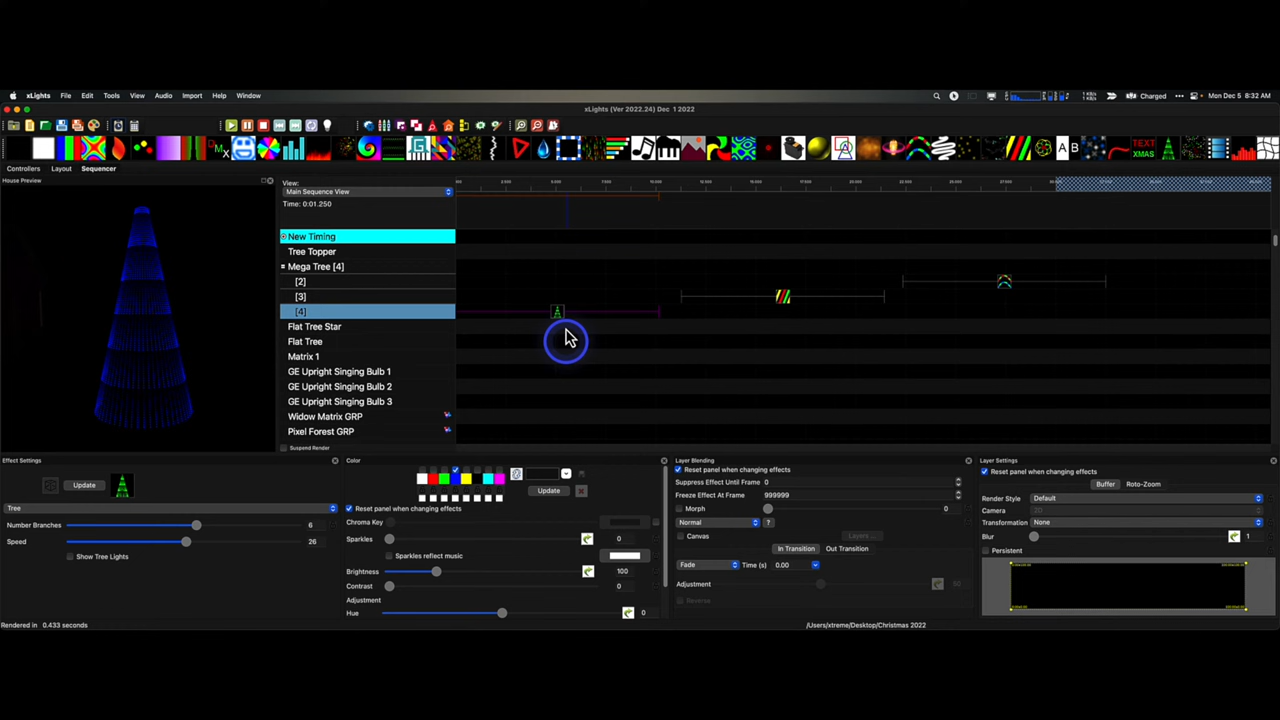 xLights File Edit Tools View Audio Import Help Window
Charged Mon Dec 5 8:32 AM
xLights (Ver 2022.24) Dec 1 2022
Controllers Layout Sequencer
House Preview
View:
Main Sequence View
Time: 0:01.250
New Timing
Tree Topper
Mega Tree [4]
[2]
[3]
[4]
Flat Tree Star
Flat Tree
Matrix 1
GE Upright Singing Bulb 1
GE Upright Singing Bulb 2
GE Upright Singing Bulb 3
Widow Matrix GRP
Pixel Forest GRP
Suspend Render
Effect Settings
Update
Tree
Number Branches 6
Speed 26
Show Tree Lights
Color
Update
Reset panel when changing effects
Chroma Key
Sparkles 0
Sparkles reflect music
Brightness 100
Contrast 0
Adjustment
Hue 0
Layer Blending
Reset panel when changing effects
Suppress Effect Until Frame 0
Freeze Effect At Frame 999999
Morph 0
Normal ?
Canvas Layers...
In Transition Out Transition
Fade Time (s) 0.00
Adjustment 50
Reverse
Layer Settings
Reset panel when changing effects
Buffer Roto-Zoom
Render Style Default
Camera 2D
Transformation None
Blur 1
Persistent
Rendered in 0.433 seconds
/Users/xtreme/Desktop/Christmas 2022